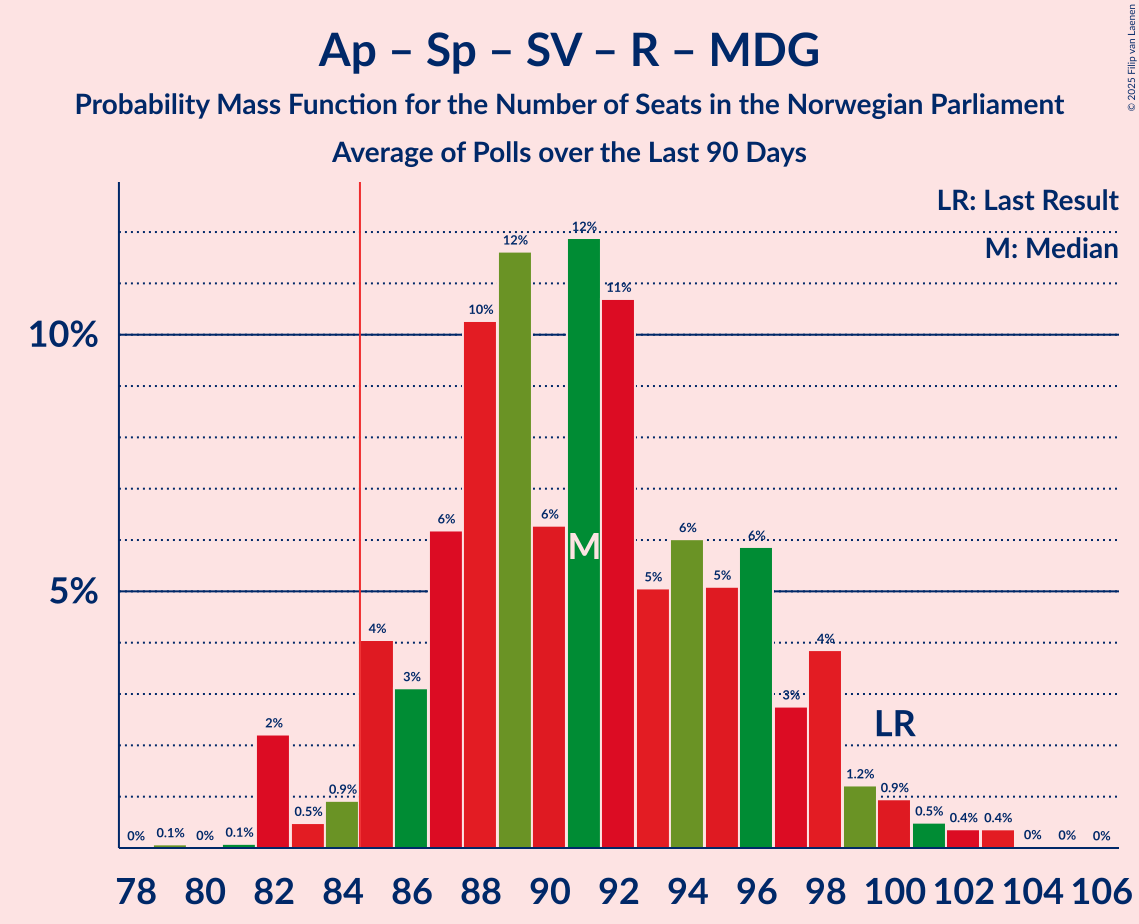 Ap – Sp – SV – R – MDG
Probability Mass Function for the Number of Seats in the Norwegian Parliament
Average of Polls over the Last 90 Days
© 2025 Filip van Laenen
LR: Last Result
M: Median
10%
5%
0% 0.1% 0% 0.1% 2% 0.5% 0.9% 4% 3% 6% 10% 12% 6% 12% 11% 5% 6% 5% 6% 3% 4% 1.2% 0.9% 0.5% 0.4% 0.4% 0% 0% 0%
M
LR
78 80 82 84 86 88 90 92 94 96 98 100 102 104 106